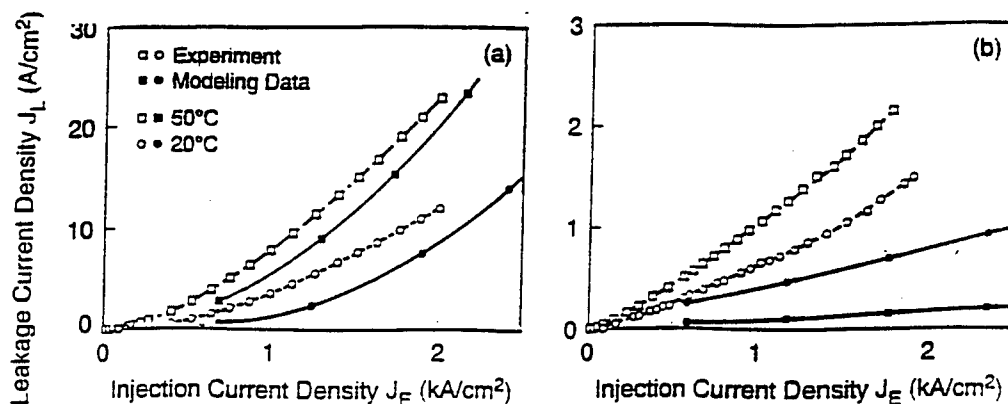 Leakage Current Density J_L (A/cm²)
30
20
10
0
(a)
Experiment
Modeling Data
50°C
20°C
0 1 2
Injection Current Density J_E (kA/cm²)
3
2
1
0
(b)
0 1 2
Injection Current Density J_E (kA/cm²)